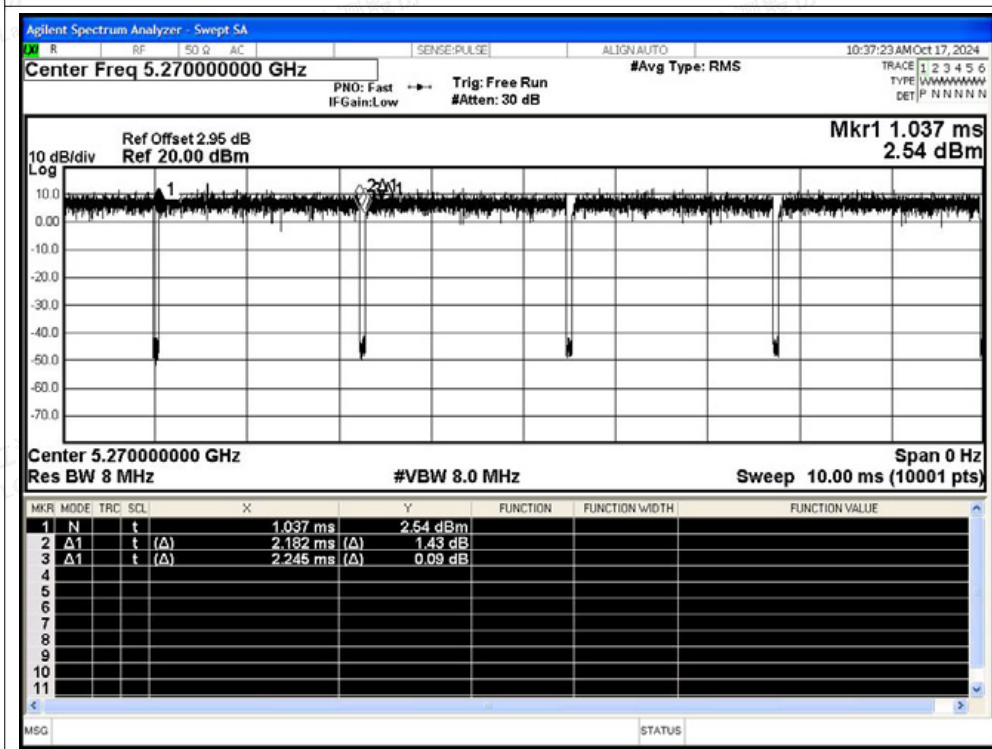 Agilent Spectrum Analyzer - Swept SA
LXI R RF 50 Ω AC SENSE:PULSE ALIGNAUTO 10:37:23 AM Oct 17, 2024
Center Freq 5.270000000 GHz
PNO: Fast
IFGain:Low
Trig: Free Run
#Atten: 30 dB
#Avg Type: RMS
TRACE 1 2 3 4 5 6
TYPE WWWWWW
DET P N N N N N
Ref Offset 2.95 dB
10 dB/div Ref 20.00 dBm
Log
Mkr1 1.037 ms
2.54 dBm
1
2Δ1
10.0
0.00
-10.0
-20.0
-30.0
-40.0
-50.0
-60.0
-70.0
Center 5.270000000 GHz Span 0 Hz
Res BW 8 MHz #VBW 8.0 MHz Sweep 10.00 ms (10001 pts)
MKR MODE TRC SCL X Y FUNCTION FUNCTION WIDTH FUNCTION VALUE
1 N t 1.037 ms 2.54 dBm
2 Δ1 t (Δ) 2.182 ms (Δ) 1.43 dB
3 Δ1 t (Δ) 2.245 ms (Δ) 0.09 dB
4
5
6
7
8
9
10
11
MSG STATUS